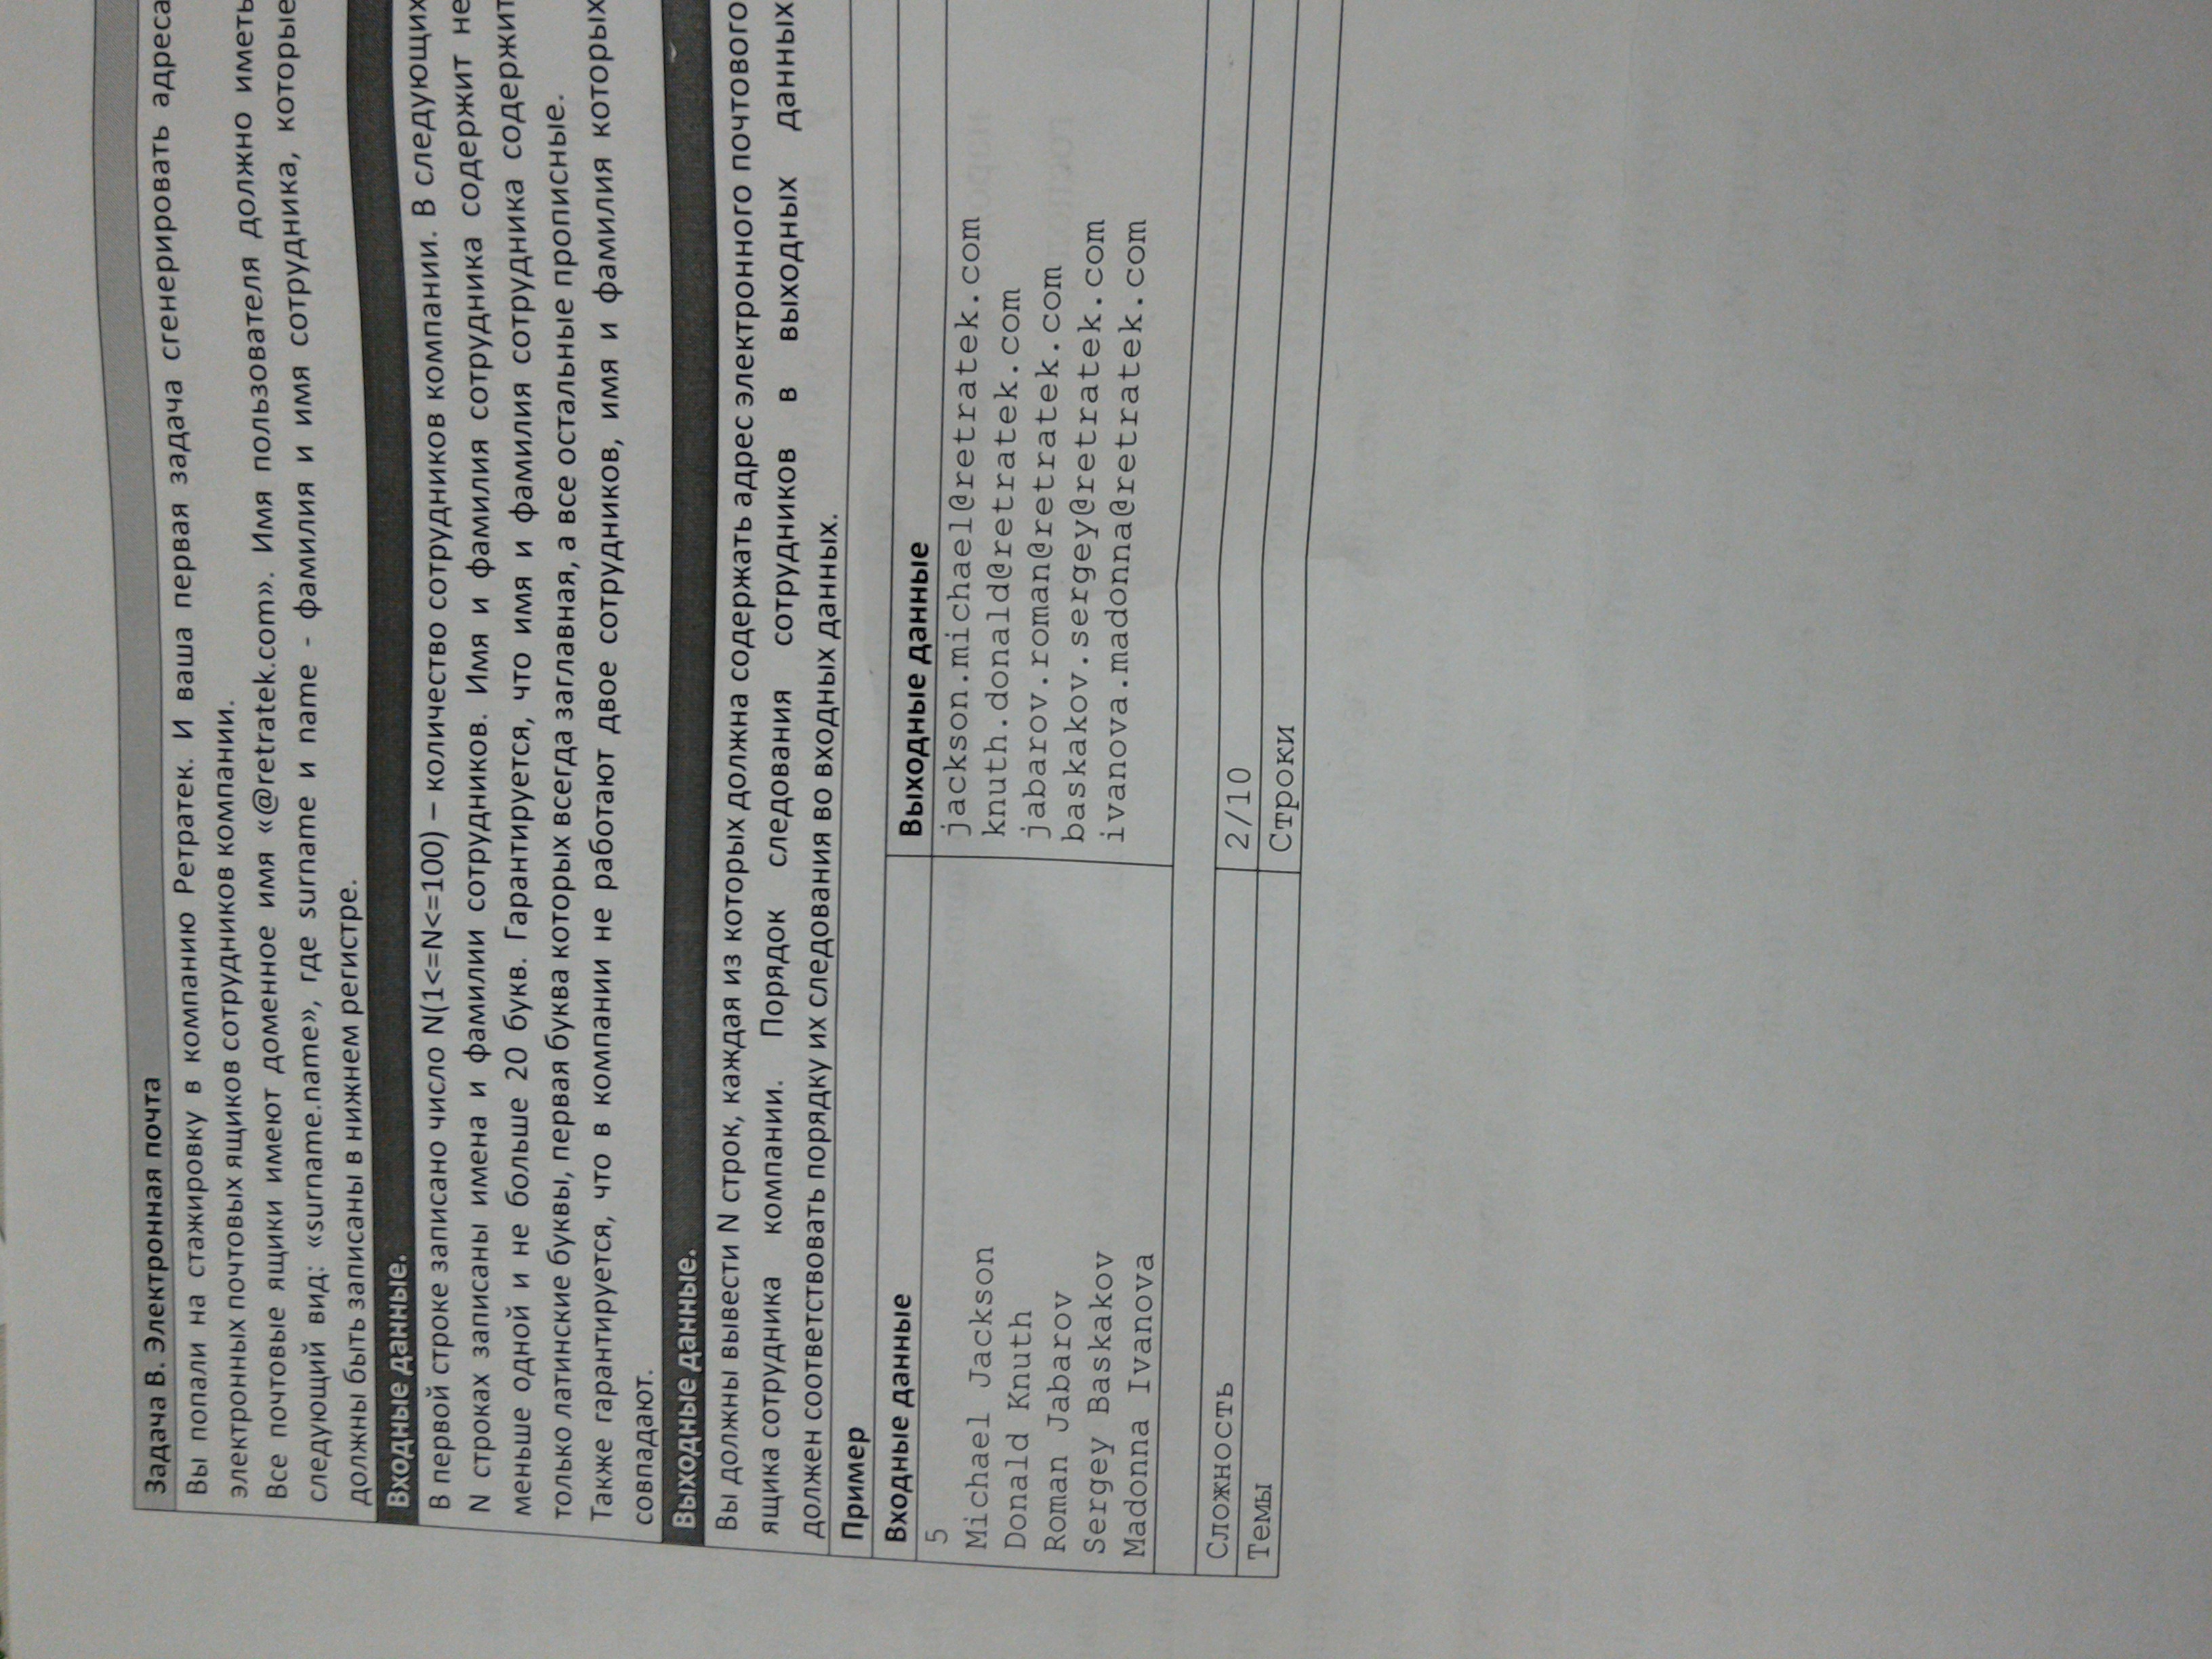 Задача B. Электронная почта
Вы попали на стажировку в компанию Ретратек. И ваша первая задача сгенерировать адреса
электронных почтовых ящиков сотрудников компании.
Все почтовые ящики имеют доменное имя «@retratek.com». Имя пользователя должно иметь
следующий вид: «surname.name», где surname и name - фамилия и имя сотрудника, которые
должны быть записаны в нижнем регистре.
Входные данные.
В первой строке записано число N(1<=N<=100) – количество сотрудников компании. В следующих
N строках записаны имена и фамилии сотрудников. Имя и фамилия сотрудника содержит не
меньше одной и не больше 20 букв. Гарантируется, что имя и фамилия сотрудника содержит
только латинские буквы, первая буква которых всегда заглавная, а все остальные прописные.
Также гарантируется, что в компании не работают двое сотрудников, имя и фамилия которых
совпадают.
Выходные данные.
Вы должны вывести N строк, каждая из которых должна содержать адрес электронного почтового
ящика сотрудника компании. Порядок следования сотрудников в выходных данных
должен соответствовать порядку их следования во входных данных.
Пример
Входные данные
Выходные данные
5
Michael Jackson
Donald Knuth
Roman Jabarov
Sergey Baskakov
Madonna Ivanova
jackson.michael@retratek.com
knuth.donald@retratek.com
jabarov.roman@retratek.com
baskakov.sergey@retratek.com
ivanova.madonna@retratek.com
Сложность
2/10
Темы
Строки